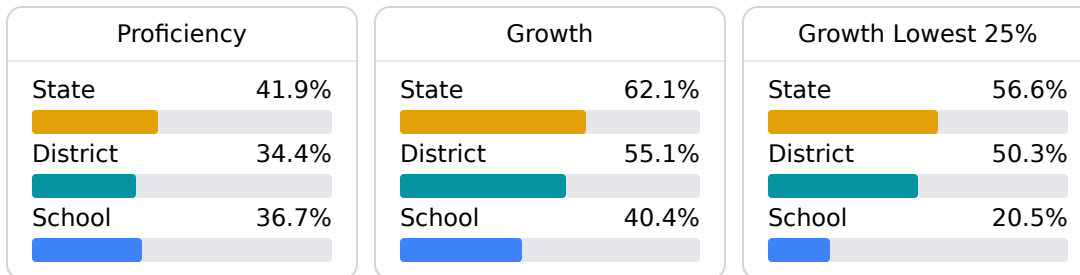 Proficiency
State 41.9%
District 34.4%
School 36.7%
Growth
State 62.1%
District 55.1%
School 40.4%
Growth Lowest 25%
State 56.6%
District 50.3%
School 20.5%